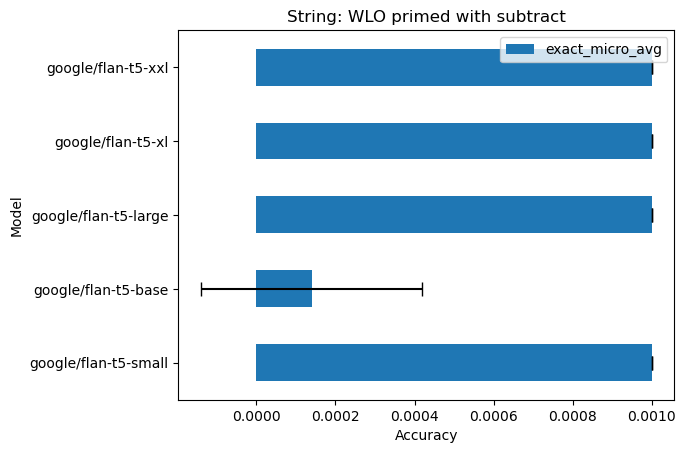 String: WLO primed with subtract
exact_micro_avg
google/flan-t5-xxl
google/flan-t5-xl
google/flan-t5-large
google/flan-t5-base
google/flan-t5-small
Model
0.0000 0.0002 0.0004 0.0006 0.0008 0.0010
Accuracy